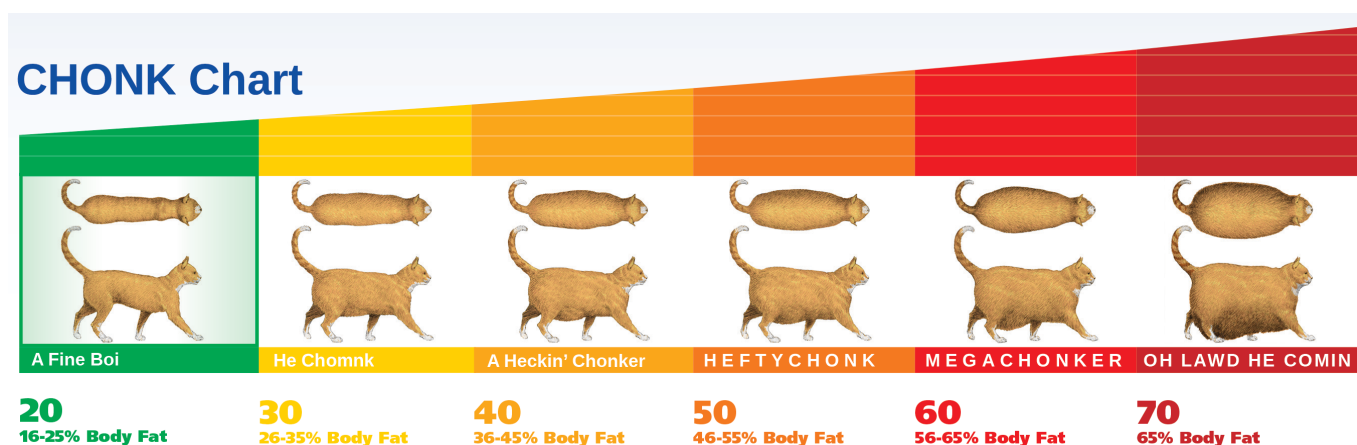 CHONK Chart
A Fine Boi
He Chomnk
A Heckin’ Chonker
HEFTYCHONK
MEGACHONKER
OH LAWD HE COMIN
20
16-25% Body Fat
30
26-35% Body Fat
40
36-45% Body Fat
50
46-55% Body Fat
60
56-65% Body Fat
70
65% Body Fat